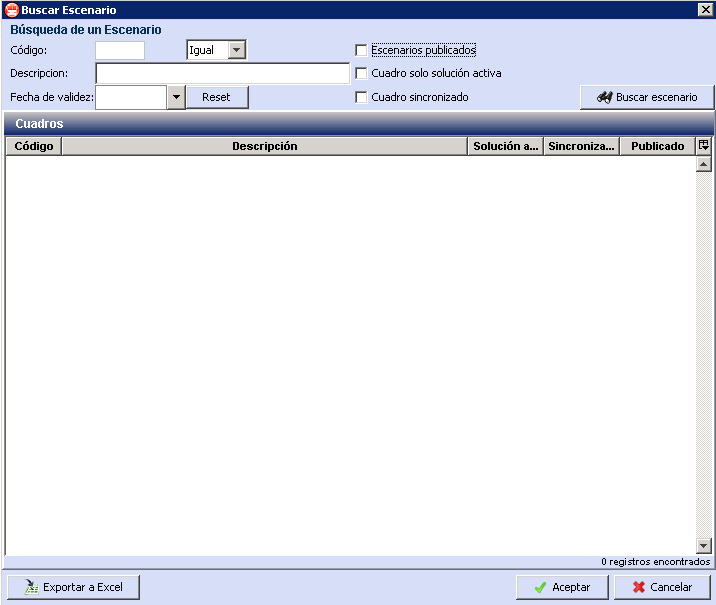 Buscar Escenario
Búsqueda de un Escenario
Código: Igual Escenarios publicados
Descripcion: Cuadro solo solución activa
Fecha de validez: Reset Cuadro sincronizado Buscar escenario
Cuadros
Código Descripción Solución a... Sincroniza... Publicado
0 registros encontrados
Exportar a Excel Aceptar Cancelar